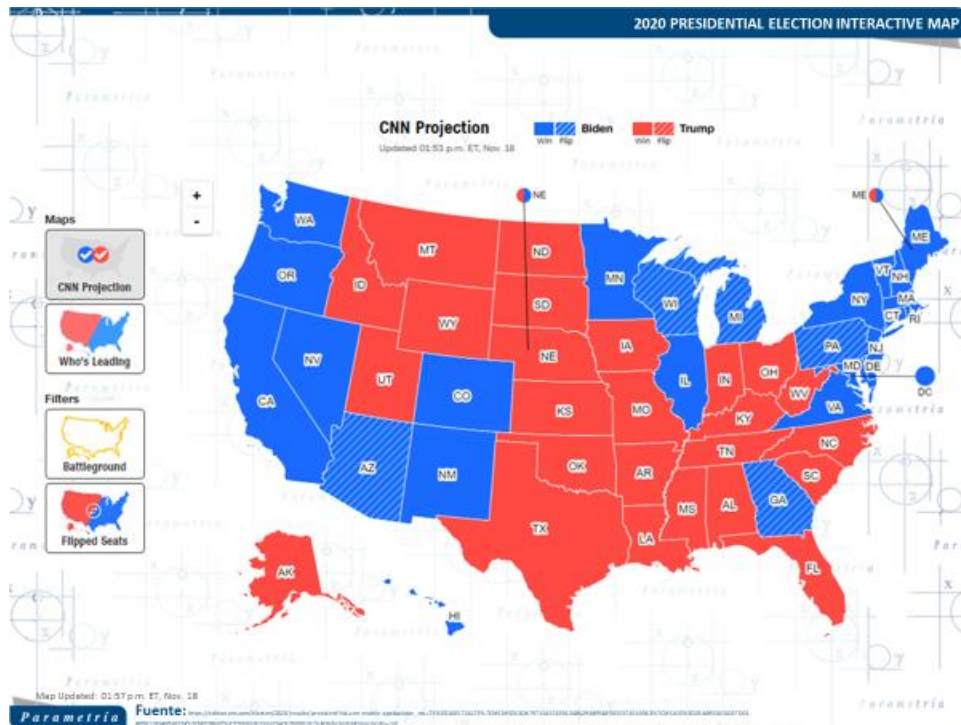 2020 PRESIDENTIAL ELECTION INTERACTIVE MAP
CNN Projection
Updated 01:53 p.m. ET, Nov. 18
Biden
Win Flip
Trump
Win Flip
+
-
NE
ME
Maps
CNN Projection
Who's Leading
Filters
Battleground
Flipped Seats
WA
OR
CA
NV
ID
MT
WY
UT
AZ
CO
NM
ND
SD
NE
KS
OK
TX
MN
IA
MO
AR
LA
WI
IL
MI
IN
OH
KY
TN
MS
AL
GA
FL
SC
NC
VA
WV
PA
NY
VT
NH
ME
MA
CT
RI
NJ
MD
DE
DC
AK
HI
Map Updated: 01:57 p.m. ET, Nov. 18
Parametría
Fuente: